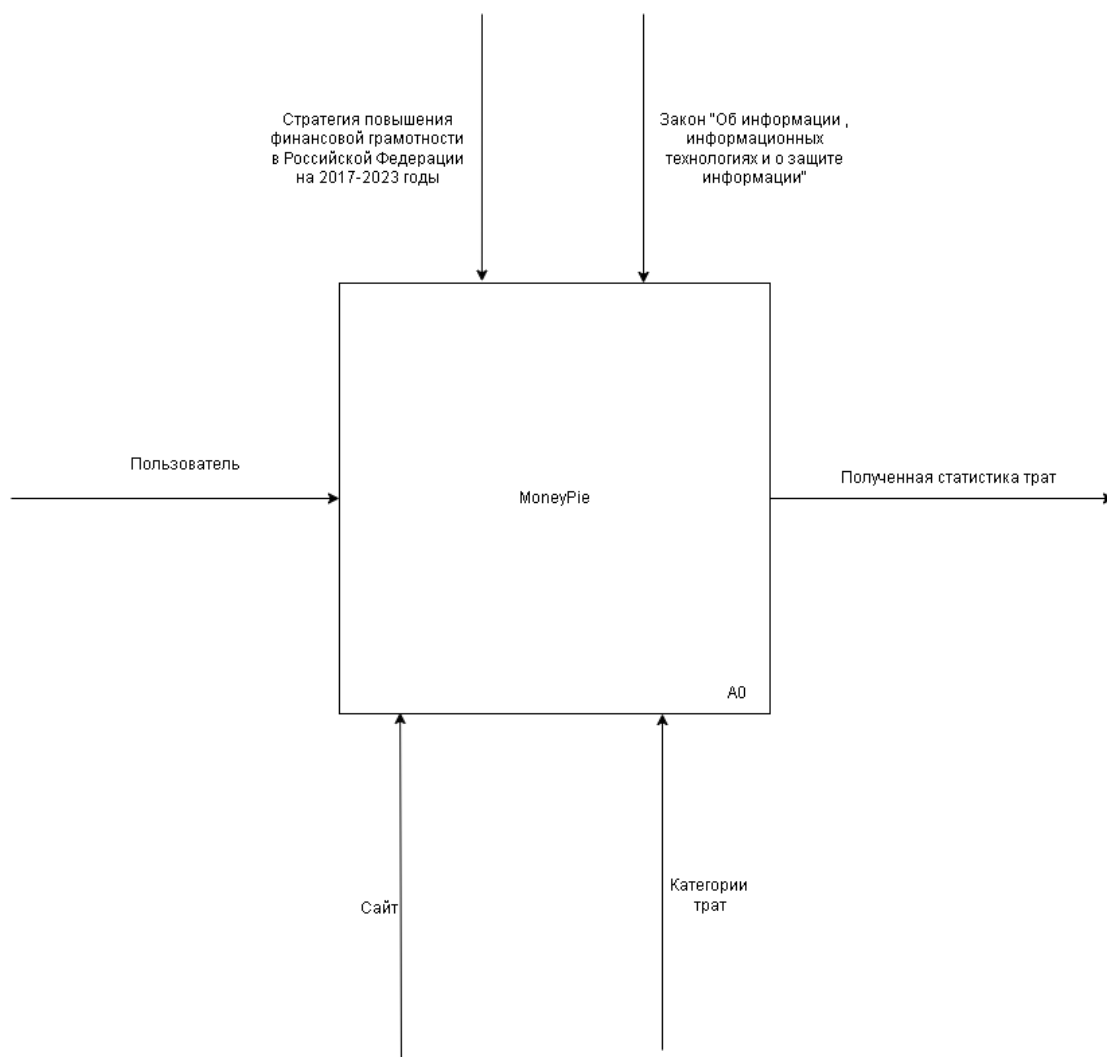 Стратегия повышения
финансовой грамотности
в Российской Федерации
на 2017-2023 годы
Закон "Об информации ,
информационных
технологиях и о защите
информации"
Пользователь
MoneyPie
Полученная статистика трат
A0
Сайт
Категории
трат